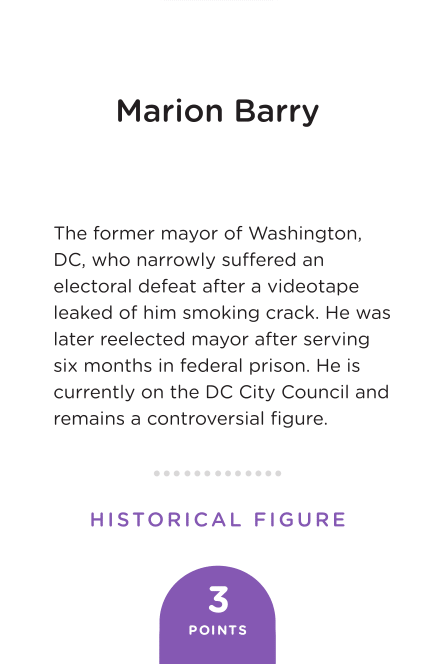 Marion Barry
The former mayor of Washington,
DC, who narrowly suffered an
electoral defeat after a videotape
leaked of him smoking crack. He was
later reelected mayor after serving
six months in federal prison. He is
currently on the DC City Council and
remains a controversial figure.
HISTORICAL FIGURE
3
POINTS